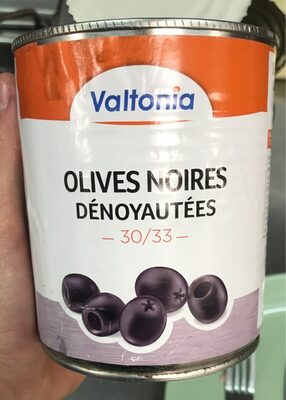 Valtonia
OLIVES NOIRES
DÉNOYAUTÉES
— 30/33 —